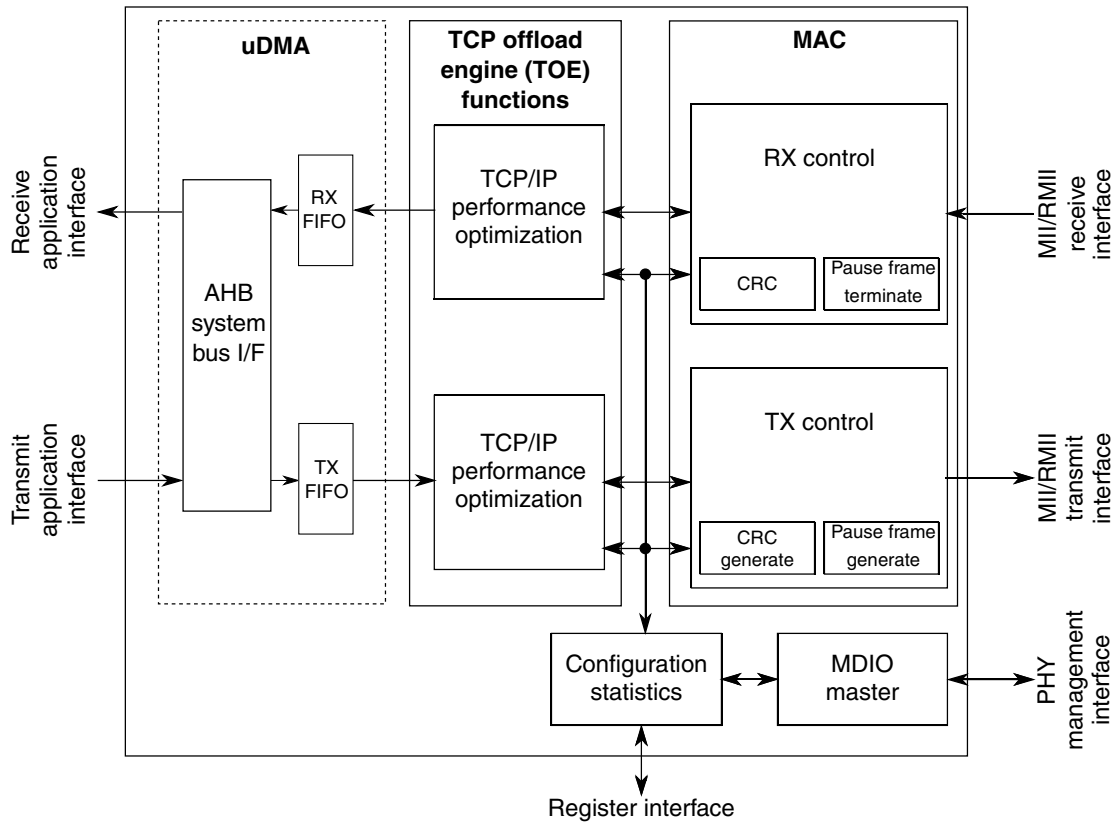 uDMA
TCP offload
engine (TOE)
functions
MAC
Receive
application
interface
RX
FIFO
TCP/IP
performance
optimization
RX control
CRC
Pause frame
terminate
MII/RMII
receive
interface
AHB
system
bus I/F
Transmit
application
interface
TX
FIFO
TCP/IP
performance
optimization
TX control
CRC
generate
Pause frame
generate
MII/RMII
transmit
interface
Configuration
statistics
MDIO
master
PHY
management
interface
Register interface